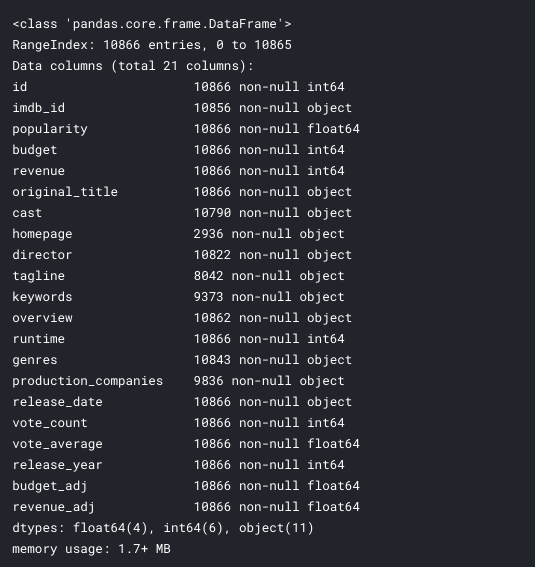 <class 'pandas.core.frame.DataFrame'>
RangeIndex: 10866 entries, 0 to 10865
Data columns (total 21 columns):
id                      10866 non-null int64
imdb_id                 10856 non-null object
popularity              10866 non-null float64
budget                  10866 non-null int64
revenue                 10866 non-null int64
original_title          10866 non-null object
cast                    10790 non-null object
homepage                2936 non-null object
director                10822 non-null object
tagline                 8042 non-null object
keywords                9373 non-null object
overview                10862 non-null object
runtime                 10866 non-null int64
genres                  10843 non-null object
production_companies    9836 non-null object
release_date            10866 non-null object
vote_count              10866 non-null int64
vote_average            10866 non-null float64
release_year            10866 non-null int64
budget_adj              10866 non-null float64
revenue_adj             10866 non-null float64
dtypes: float64(4), int64(6), object(11)
memory usage: 1.7+ MB